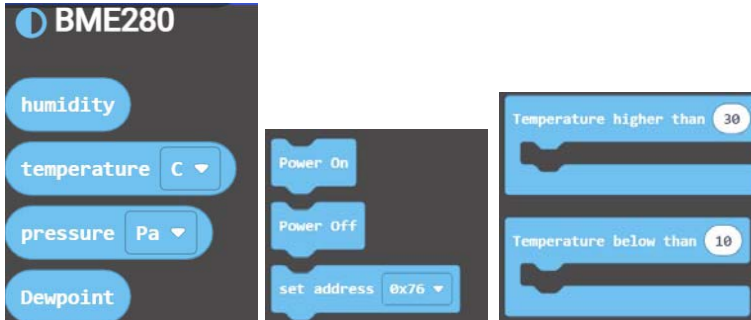 BME280
humidity
temperature C
pressure Pa
Dewpoint
Power On
Power Off
set address 0x76
Temperature higher than 30
Temperature below than 10